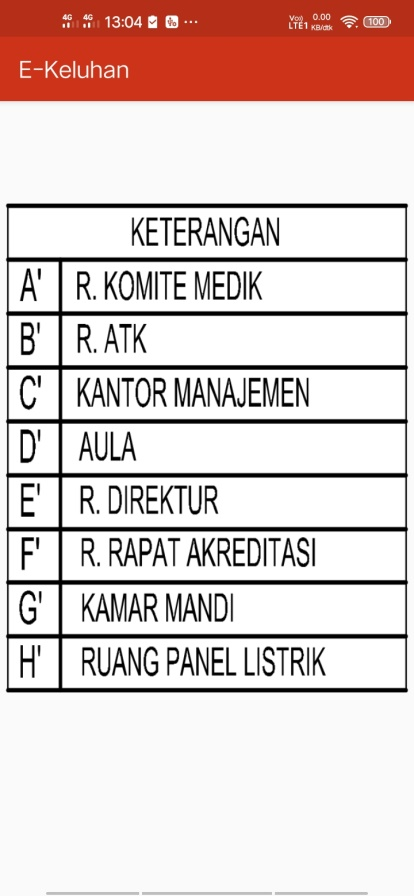 4G 4G 13:04 ...
Vo) LTE1 0.00 KB/dtk 100
E-Keluhan
KETERANGAN
A' R. KOMITE MEDIK
B' R. ATK
C' KANTOR MANAJEMEN
D' AULA
E' R. DIREKTUR
F' R. RAPAT AKREDITASI
G' KAMAR MANDI
H' RUANG PANEL LISTRIK